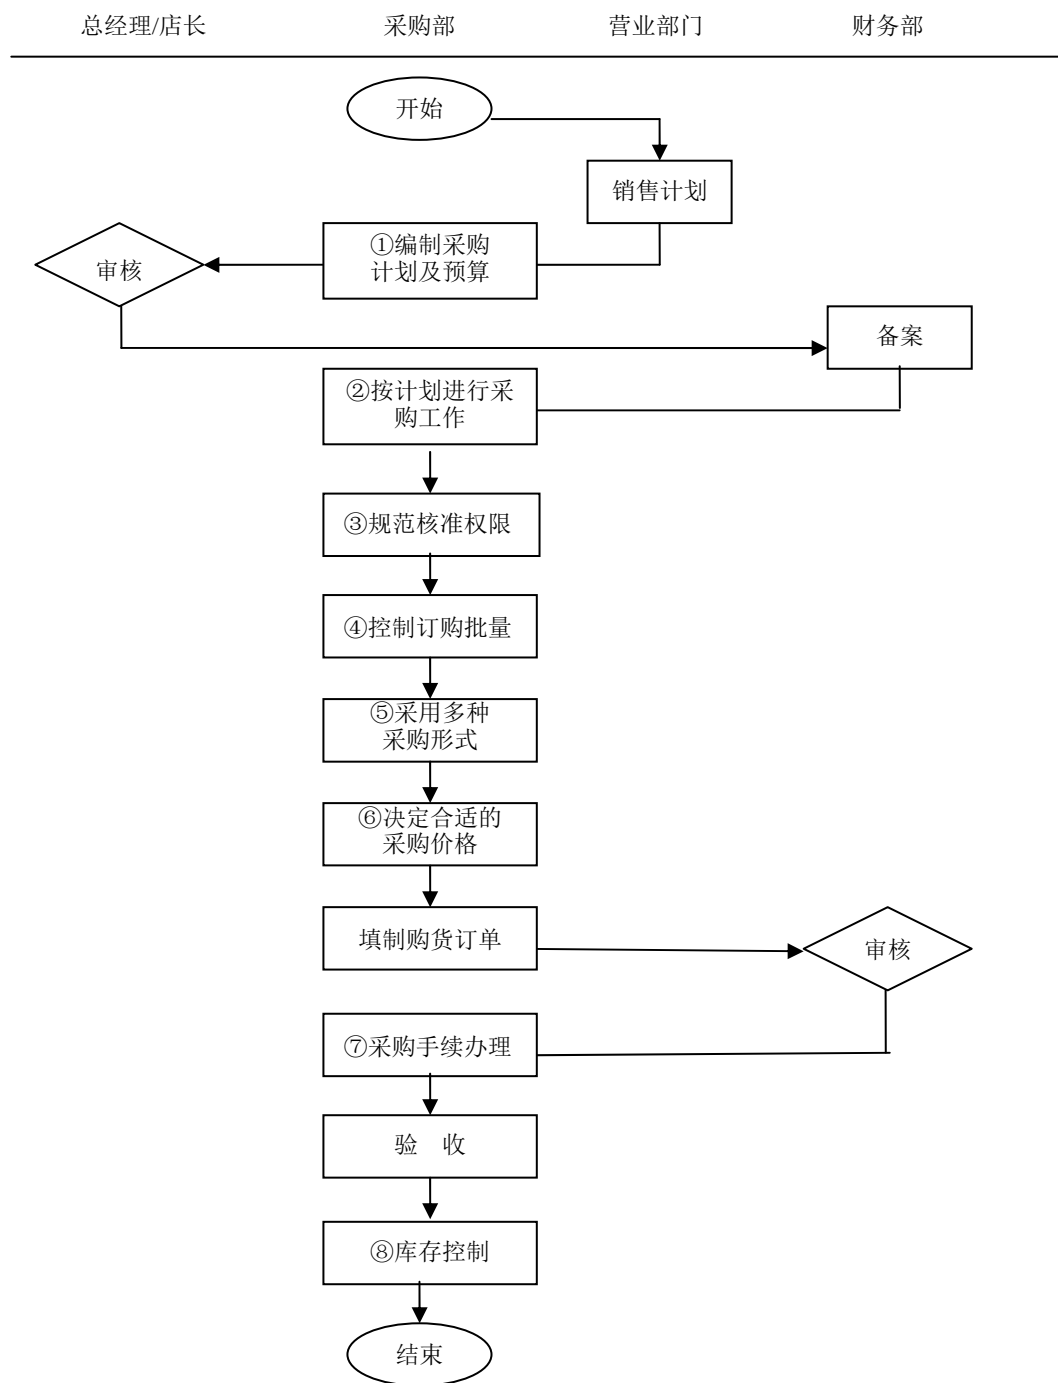 总经理/店长 采购部 营业部门 财务部
开始
销售计划
①编制采购
计划及预算
审核
备案
②按计划进行采
购工作
③规范核准权限
④控制订购批量
⑤采用多种
采购形式
⑥决定合适的
采购价格
填制购货订单
审核
⑦采购手续办理
验 收
⑧库存控制
结束